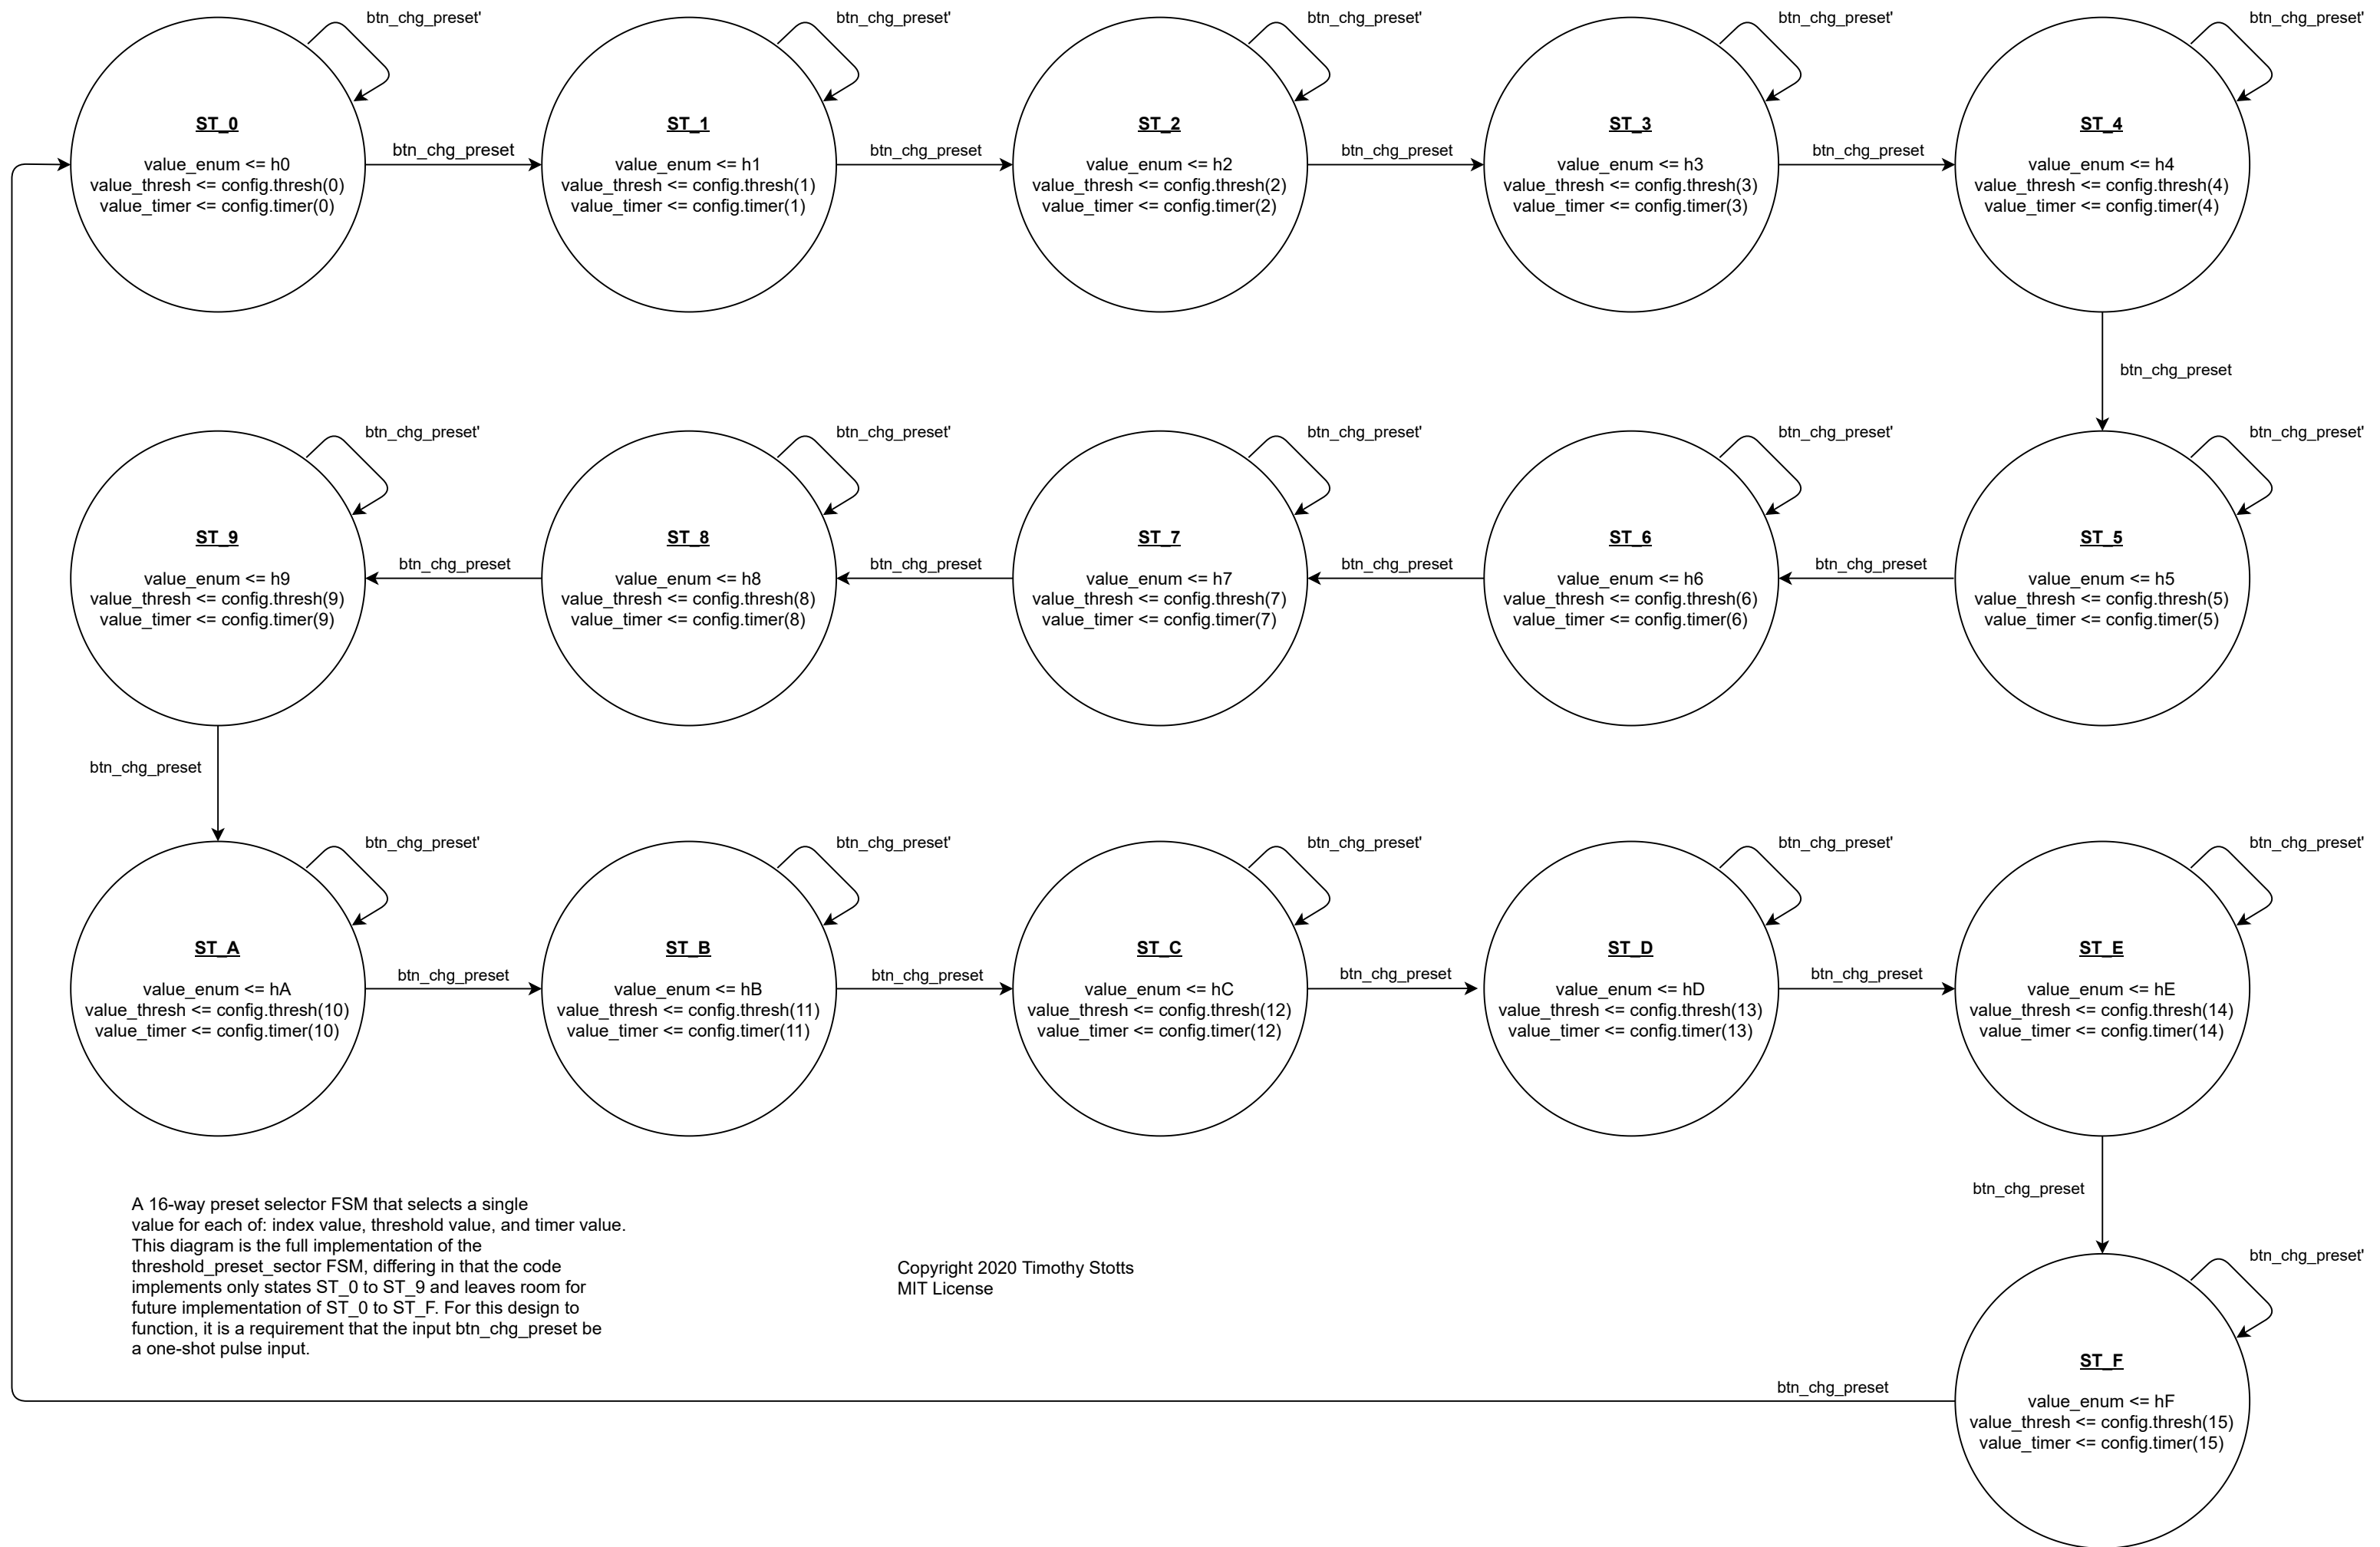 btn_chg_preset'
btn_chg_preset'
btn_chg_preset'
btn_chg_preset'
btn_chg_preset'
ST_0
value_enum <= h0
value_thresh <= config.thresh(0)
value_timer <= config.timer(0)
btn_chg_preset
ST_1
value_enum <= h1
value_thresh <= config.thresh(1)
value_timer <= config.timer(1)
btn_chg_preset
ST_2
value_enum <= h2
value_thresh <= config.thresh(2)
value_timer <= config.timer(2)
btn_chg_preset
ST_3
value_enum <= h3
value_thresh <= config.thresh(3)
value_timer <= config.timer(3)
btn_chg_preset
ST_4
value_enum <= h4
value_thresh <= config.thresh(4)
value_timer <= config.timer(4)
btn_chg_preset
btn_chg_preset'
btn_chg_preset'
btn_chg_preset'
btn_chg_preset'
btn_chg_preset'
ST_9
value_enum <= h9
value_thresh <= config.thresh(9)
value_timer <= config.timer(9)
btn_chg_preset
ST_8
value_enum <= h8
value_thresh <= config.thresh(8)
value_timer <= config.timer(8)
btn_chg_preset
ST_7
value_enum <= h7
value_thresh <= config.thresh(7)
value_timer <= config.timer(7)
btn_chg_preset
ST_6
value_enum <= h6
value_thresh <= config.thresh(6)
value_timer <= config.timer(6)
btn_chg_preset
ST_5
value_enum <= h5
value_thresh <= config.thresh(5)
value_timer <= config.timer(5)
btn_chg_preset
btn_chg_preset'
btn_chg_preset'
btn_chg_preset'
btn_chg_preset'
btn_chg_preset'
ST_A
value_enum <= hA
value_thresh <= config.thresh(10)
value_timer <= config.timer(10)
btn_chg_preset
ST_B
value_enum <= hB
value_thresh <= config.thresh(11)
value_timer <= config.timer(11)
btn_chg_preset
ST_C
value_enum <= hC
value_thresh <= config.thresh(12)
value_timer <= config.timer(12)
btn_chg_preset
ST_D
value_enum <= hD
value_thresh <= config.thresh(13)
value_timer <= config.timer(13)
btn_chg_preset
ST_E
value_enum <= hE
value_thresh <= config.thresh(14)
value_timer <= config.timer(14)
btn_chg_preset
A 16-way preset selector FSM that selects a single
value for each of: index value, threshold value, and timer value.
This diagram is the full implementation of the
threshold_preset_sector FSM, differing in that the code
implements only states ST_0 to ST_9 and leaves room for
future implementation of ST_0 to ST_F. For this design to
function, it is a requirement that the input btn_chg_preset be
a one-shot pulse input.
Copyright 2020 Timothy Stotts
MIT License
btn_chg_preset'
ST_F
value_enum <= hF
value_thresh <= config.thresh(15)
value_timer <= config.timer(15)
btn_chg_preset